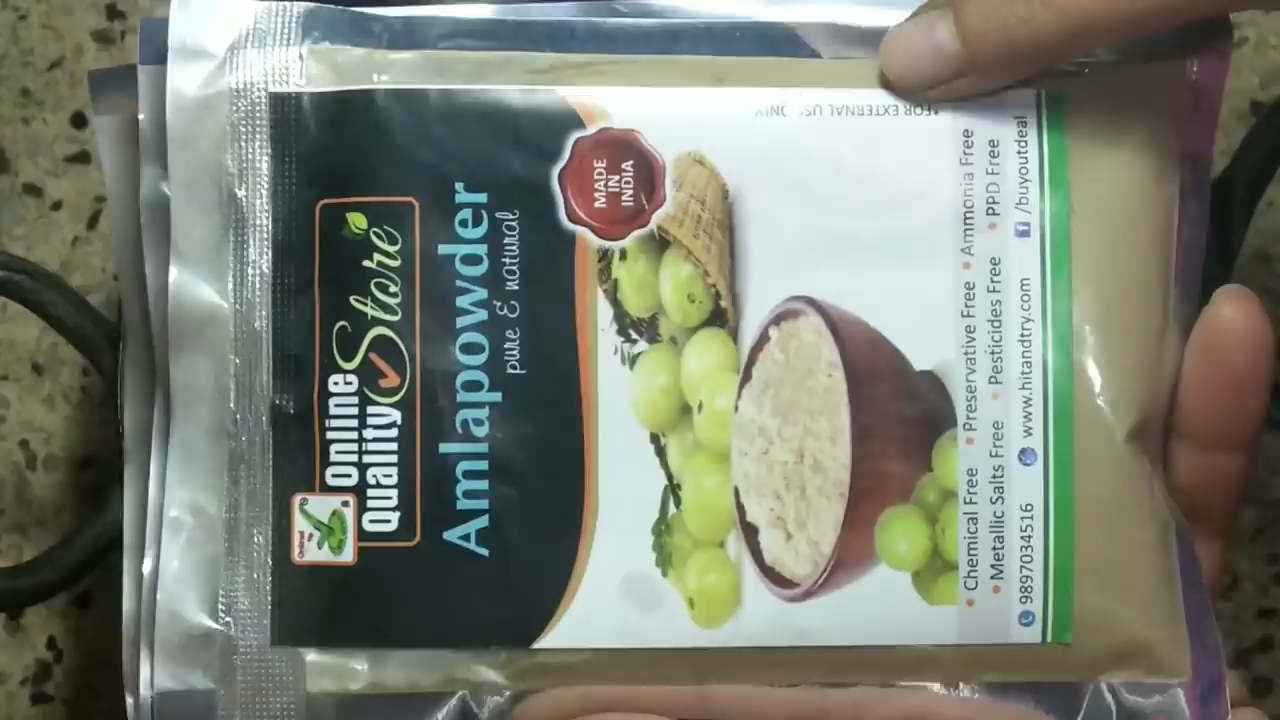 Online
Quality Store
Amlapowder
pure & natural
MADE
IN
INDIA
• Chemical Free • Preservative Free • Ammonia Free
• Metallic Salts Free • Pesticides Free • PPD Free
9897034516 www.hitandtry.com /buyoutdeal
*FOR EXTERNAL USE ONLY